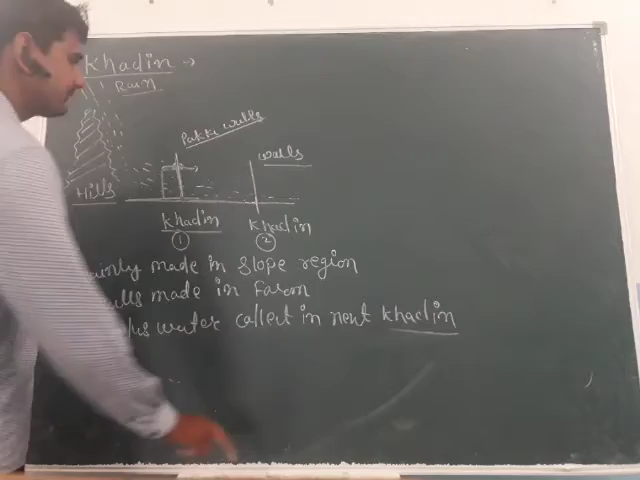 Khadin →
Rain
Pakki walls
walls
Hills
Khadin Khadin
① ②
made in slope region
made in Farm
water collect in next Khadin